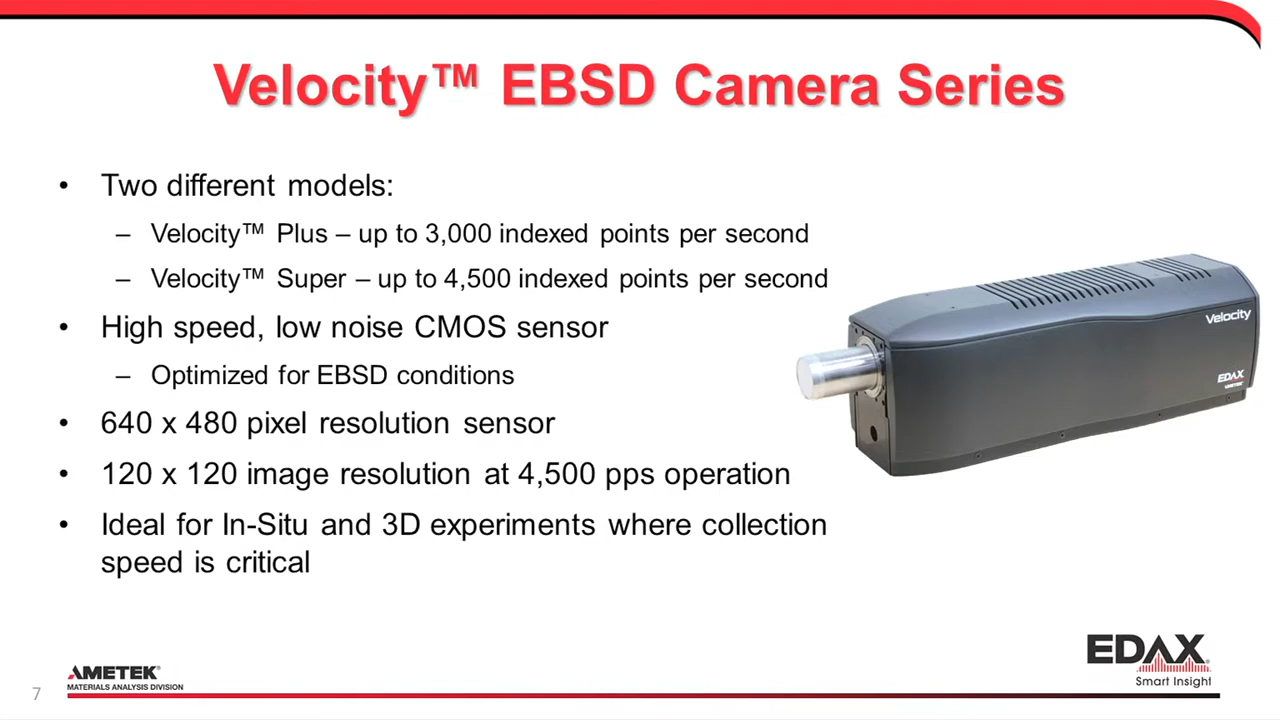 Velocity™ EBSD Camera Series
• Two different models:
– Velocity™ Plus – up to 3,000 indexed points per second
– Velocity™ Super – up to 4,500 indexed points per second
• High speed, low noise CMOS sensor
– Optimized for EBSD conditions
• 640 x 480 pixel resolution sensor
• 120 x 120 image resolution at 4,500 pps operation
• Ideal for In-Situ and 3D experiments where collection
speed is critical
Velocity
EDAX
AMETEK
7
AMETEK®
MATERIALS ANALYSIS DIVISION
EDAX®
Smart Insight